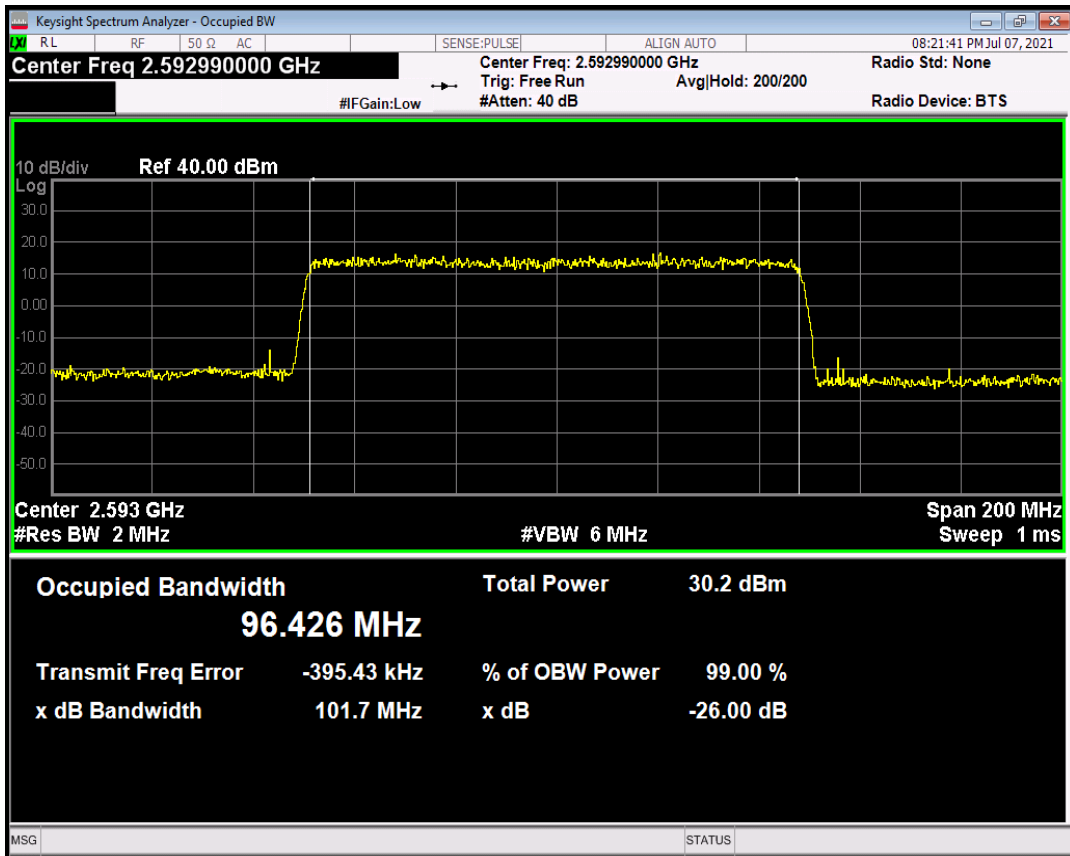 Keysight Spectrum Analyzer - Occupied BW
LXI RL RF 50 Ω AC SENSE:PULSE ALIGN AUTO 08:21:41 PM Jul 07, 2021
Center Freq 2.592990000 GHz
Center Freq: 2.592990000 GHz
Radio Std: None
Trig: Free Run Avg|Hold: 200/200
#IFGain:Low #Atten: 40 dB Radio Device: BTS
10 dB/div Ref 40.00 dBm
Log
30.0
20.0
10.0
0.00
-10.0
-20.0
-30.0
-40.0
-50.0
Center 2.593 GHz Span 200 MHz
#Res BW 2 MHz #VBW 6 MHz Sweep 1 ms
Occupied Bandwidth Total Power 30.2 dBm
96.426 MHz
Transmit Freq Error -395.43 kHz % of OBW Power 99.00 %
x dB Bandwidth 101.7 MHz x dB -26.00 dB
MSG STATUS